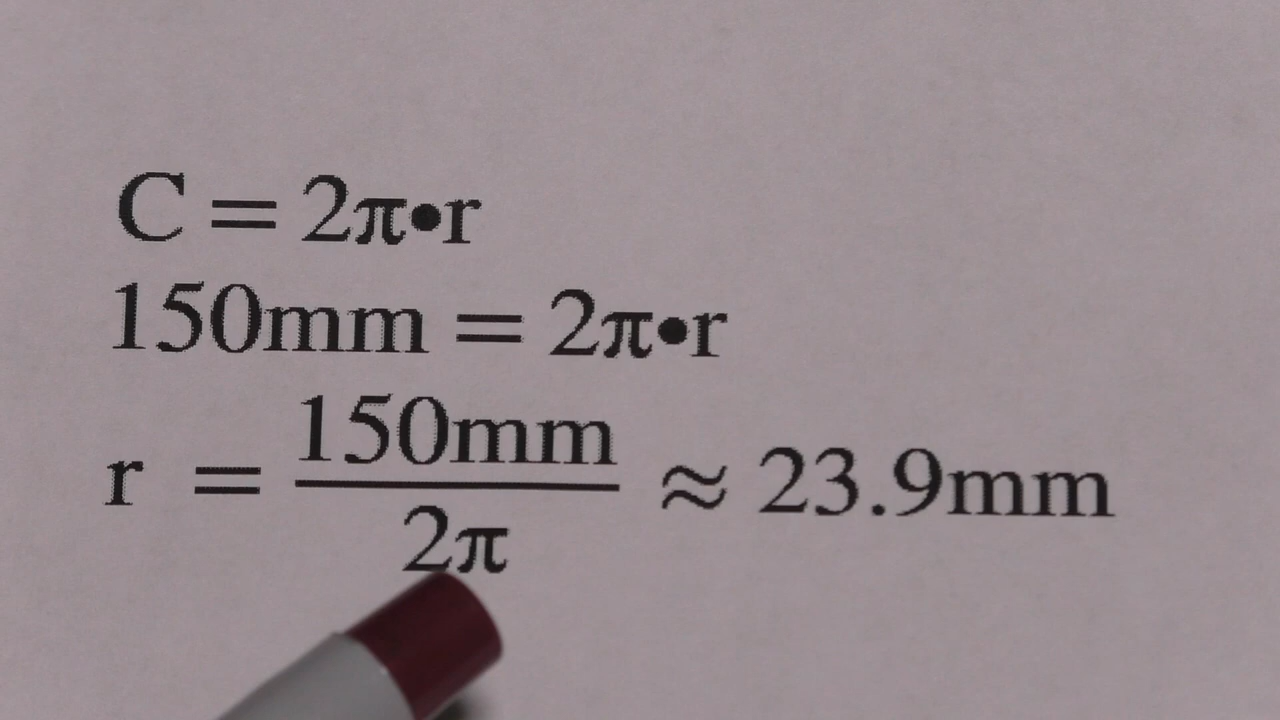 C = 2π•r
150mm = 2π•r
r = 150mm / 2π ≈ 23.9mm